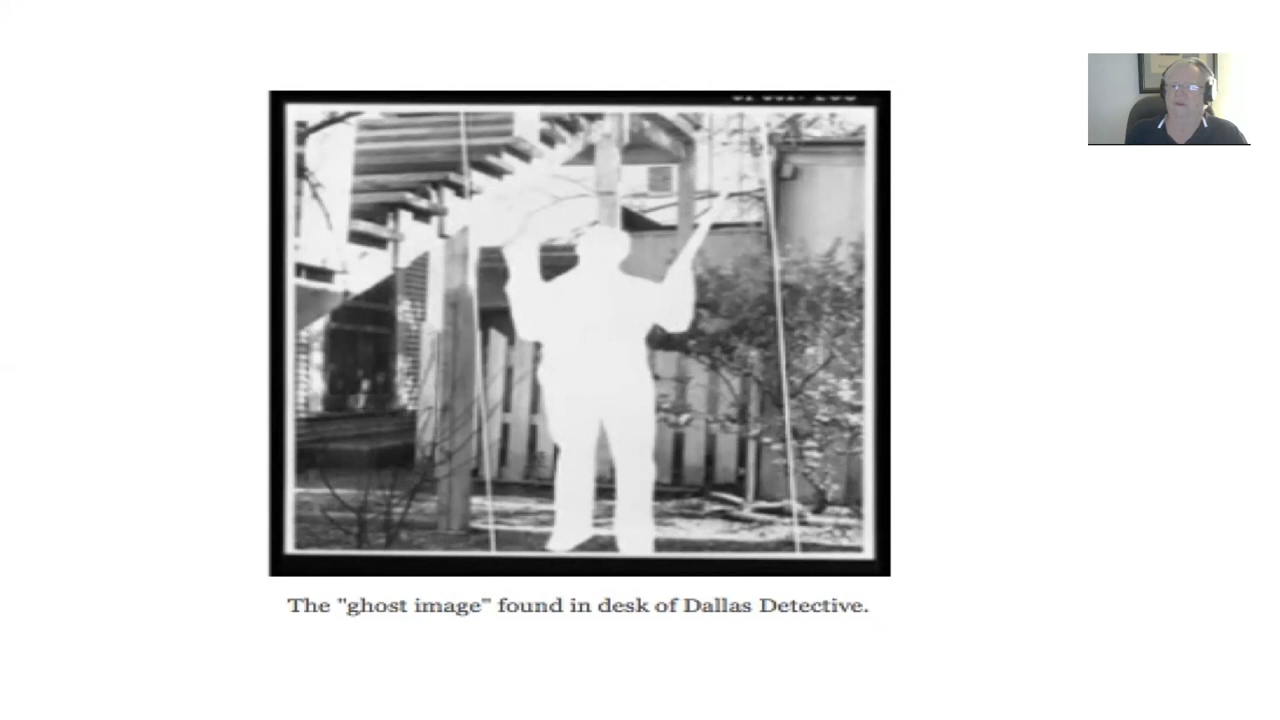 The "ghost image" found in desk of Dallas Detective.